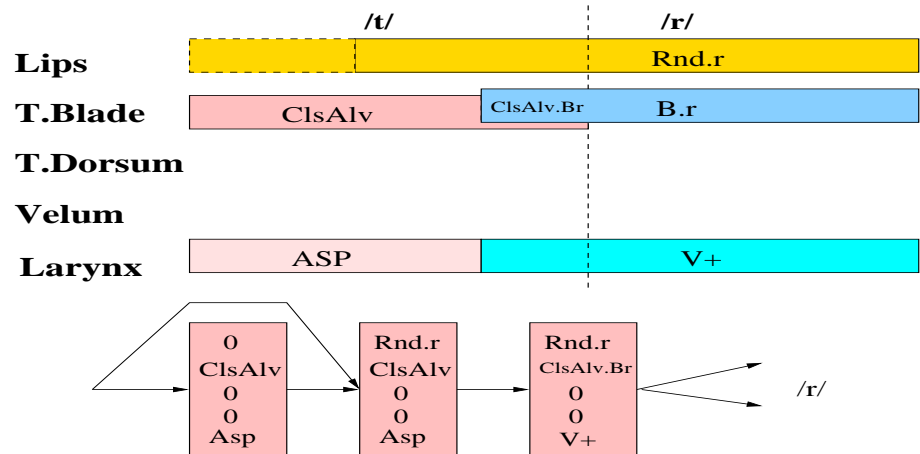 /t/ /r/
Lips Rnd.r
T.Blade ClsAlv ClsAlv.Br B.r
T.Dorsum
Velum
Larynx ASP V+
0 Rnd.r Rnd.r
ClsAlv ClsAlv ClsAlv.Br
0 0 0 /r/
0 0 0
Asp Asp V+